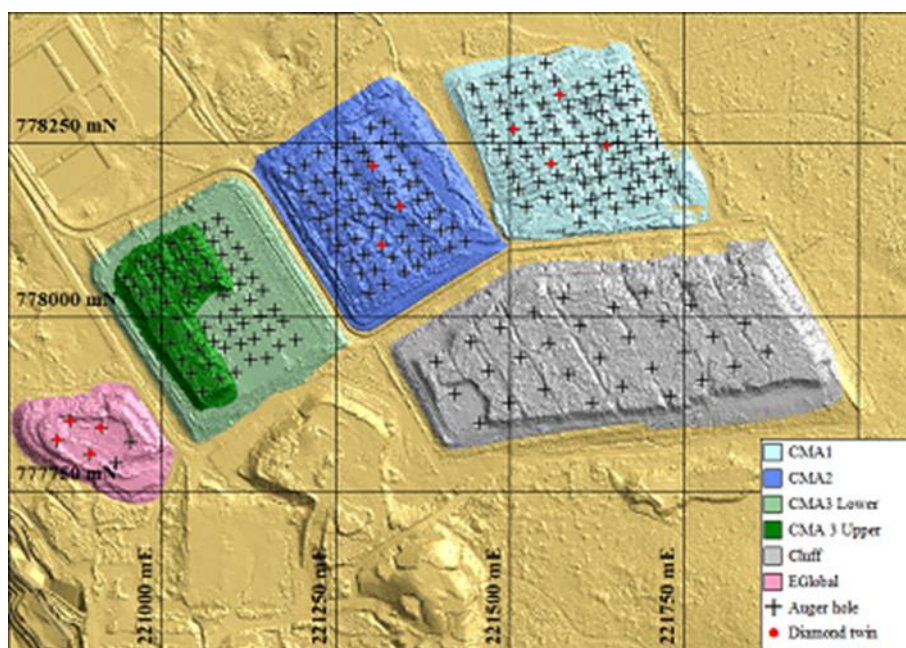 778250 mN
778000 mN
777750 mN
221000 mE
221250 mE
221500 mE
221750 mE
CMA1
CMA2
CMA3 Lower
CMA 3 Upper
Cluff
EGlobal
Auger hole
Diamond twin